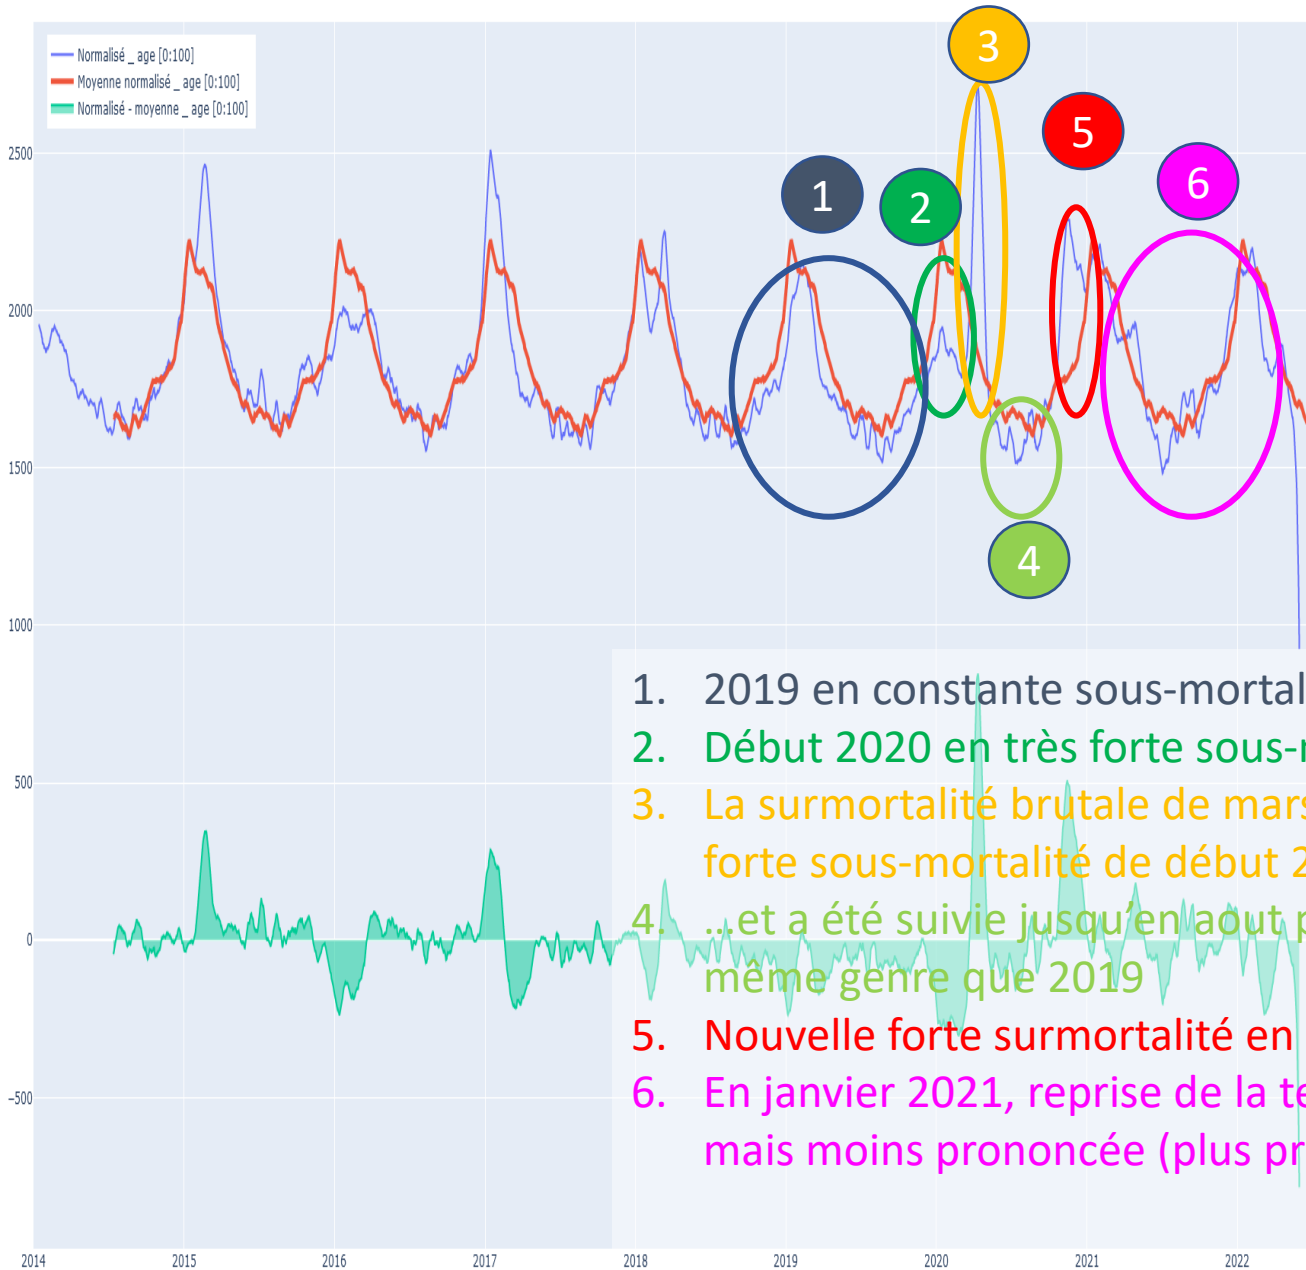 Normalisé _ age [0:100]
Moyenne normalisé _ age [0:100]
Normalisé - moyenne _ age [0:100]
3
5
1
2
6
4
2500
2000
1500
1000
500
0
−500
1. 2019 en constante
2. Début 2020 en très forte
3. La surmortalité brutale de
forte sous-mortalité de début
4. ...et a été suivie jusqu'en aout
même genre que 2019
5. Nouvelle forte surmortalité en
6. En janvier 2021, reprise de la
mais moins prononcée (plus
2014 2015 2016 2017 2018 2019 2020 2021 2022